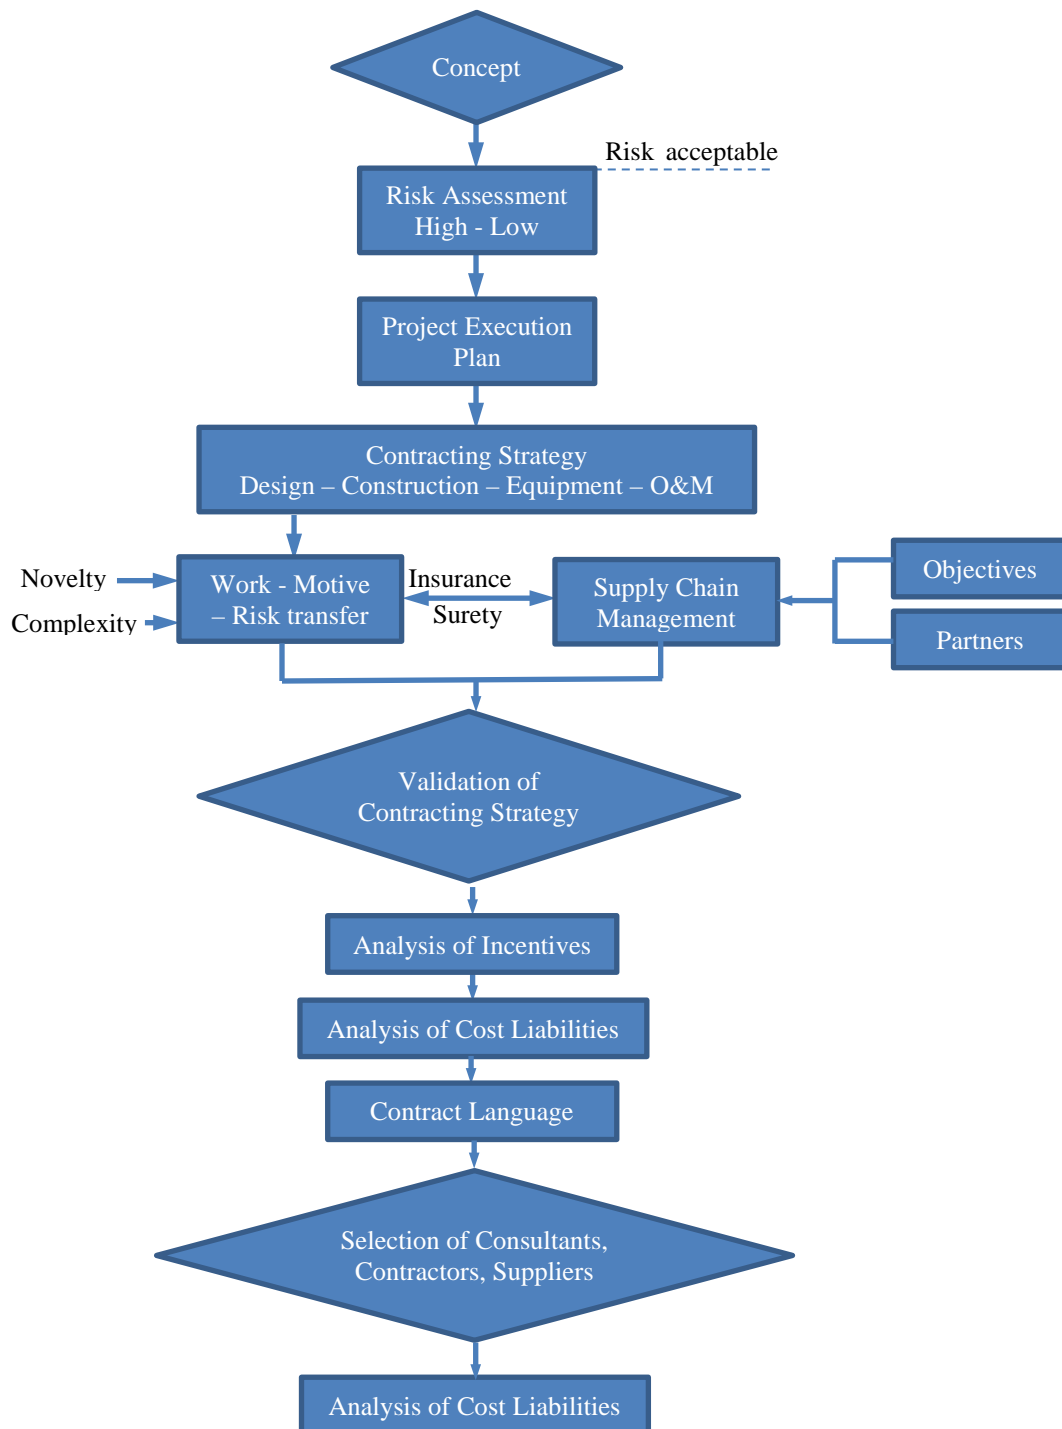 Concept
Risk acceptable
Risk Assessment
High - Low
Project Execution
Plan
Contracting Strategy
Design – Construction – Equipment – O&M
Novelty
Complexity
Work - Motive
– Risk transfer
Insurance
Surety
Supply Chain
Management
Objectives
Partners
Validation of
Contracting Strategy
Analysis of Incentives
Analysis of Cost Liabilities
Contract Language
Selection of Consultants,
Contractors, Suppliers
Analysis of Cost Liabilities